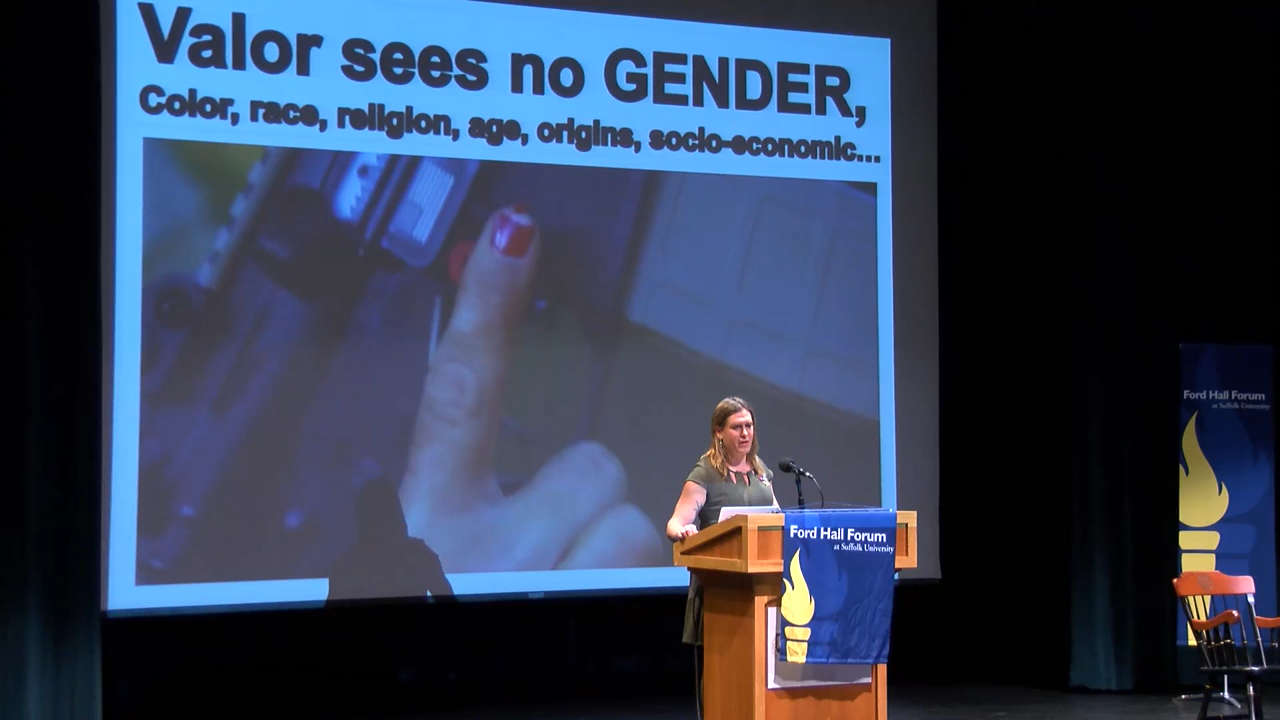 Valor sees no GENDER,
Color, race, religion, age, origins, socio-economic...
Ford Hall Forum
at Suffolk University
Ford Hall Forum
at Suffolk University